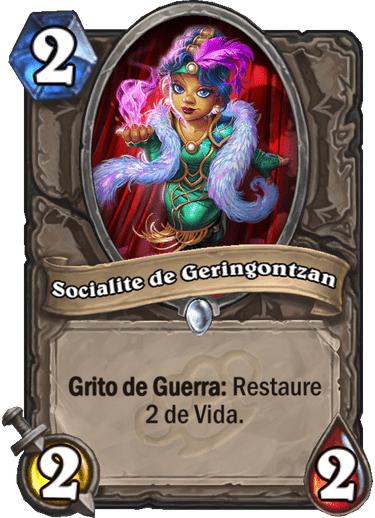 2
Socialite de Geringontzan
Grito de Guerra: Restaure
2 de Vida.
2
2